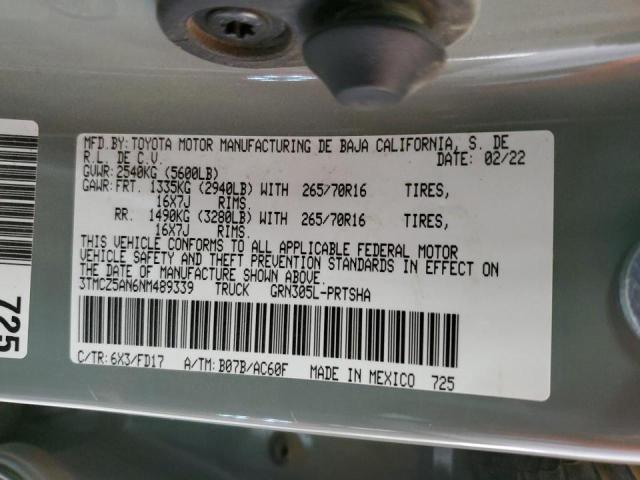 MFD.BY:TOYOTA MOTOR MANUFACTURING DE BAJA CALIFORNIA, S. DE
R.L. DE C.V. DATE: 02/22
GVWR:2540KG (5600LB)
GAWR:FRT. 1335KG (2940LB) WITH 265/70R16 TIRES,
16X7J RIMS.
RR. 1490KG (3280LB) WITH 265/70R16 TIRES,
16X7J RIMS.
THIS VEHICLE CONFORMS TO ALL APPLICABLE FEDERAL MOTOR
VEHICLE SAFETY AND THEFT PREVENTION STANDARDS IN EFFECT ON
THE DATE OF MANUFACTURE SHOWN ABOVE.
3TMCZ5AN6NM489339 TRUCK GRN305L-PRTSHA
C/TR:6X3/FD17 A/TM:B07B/AC60F MADE IN MEXICO 725
725